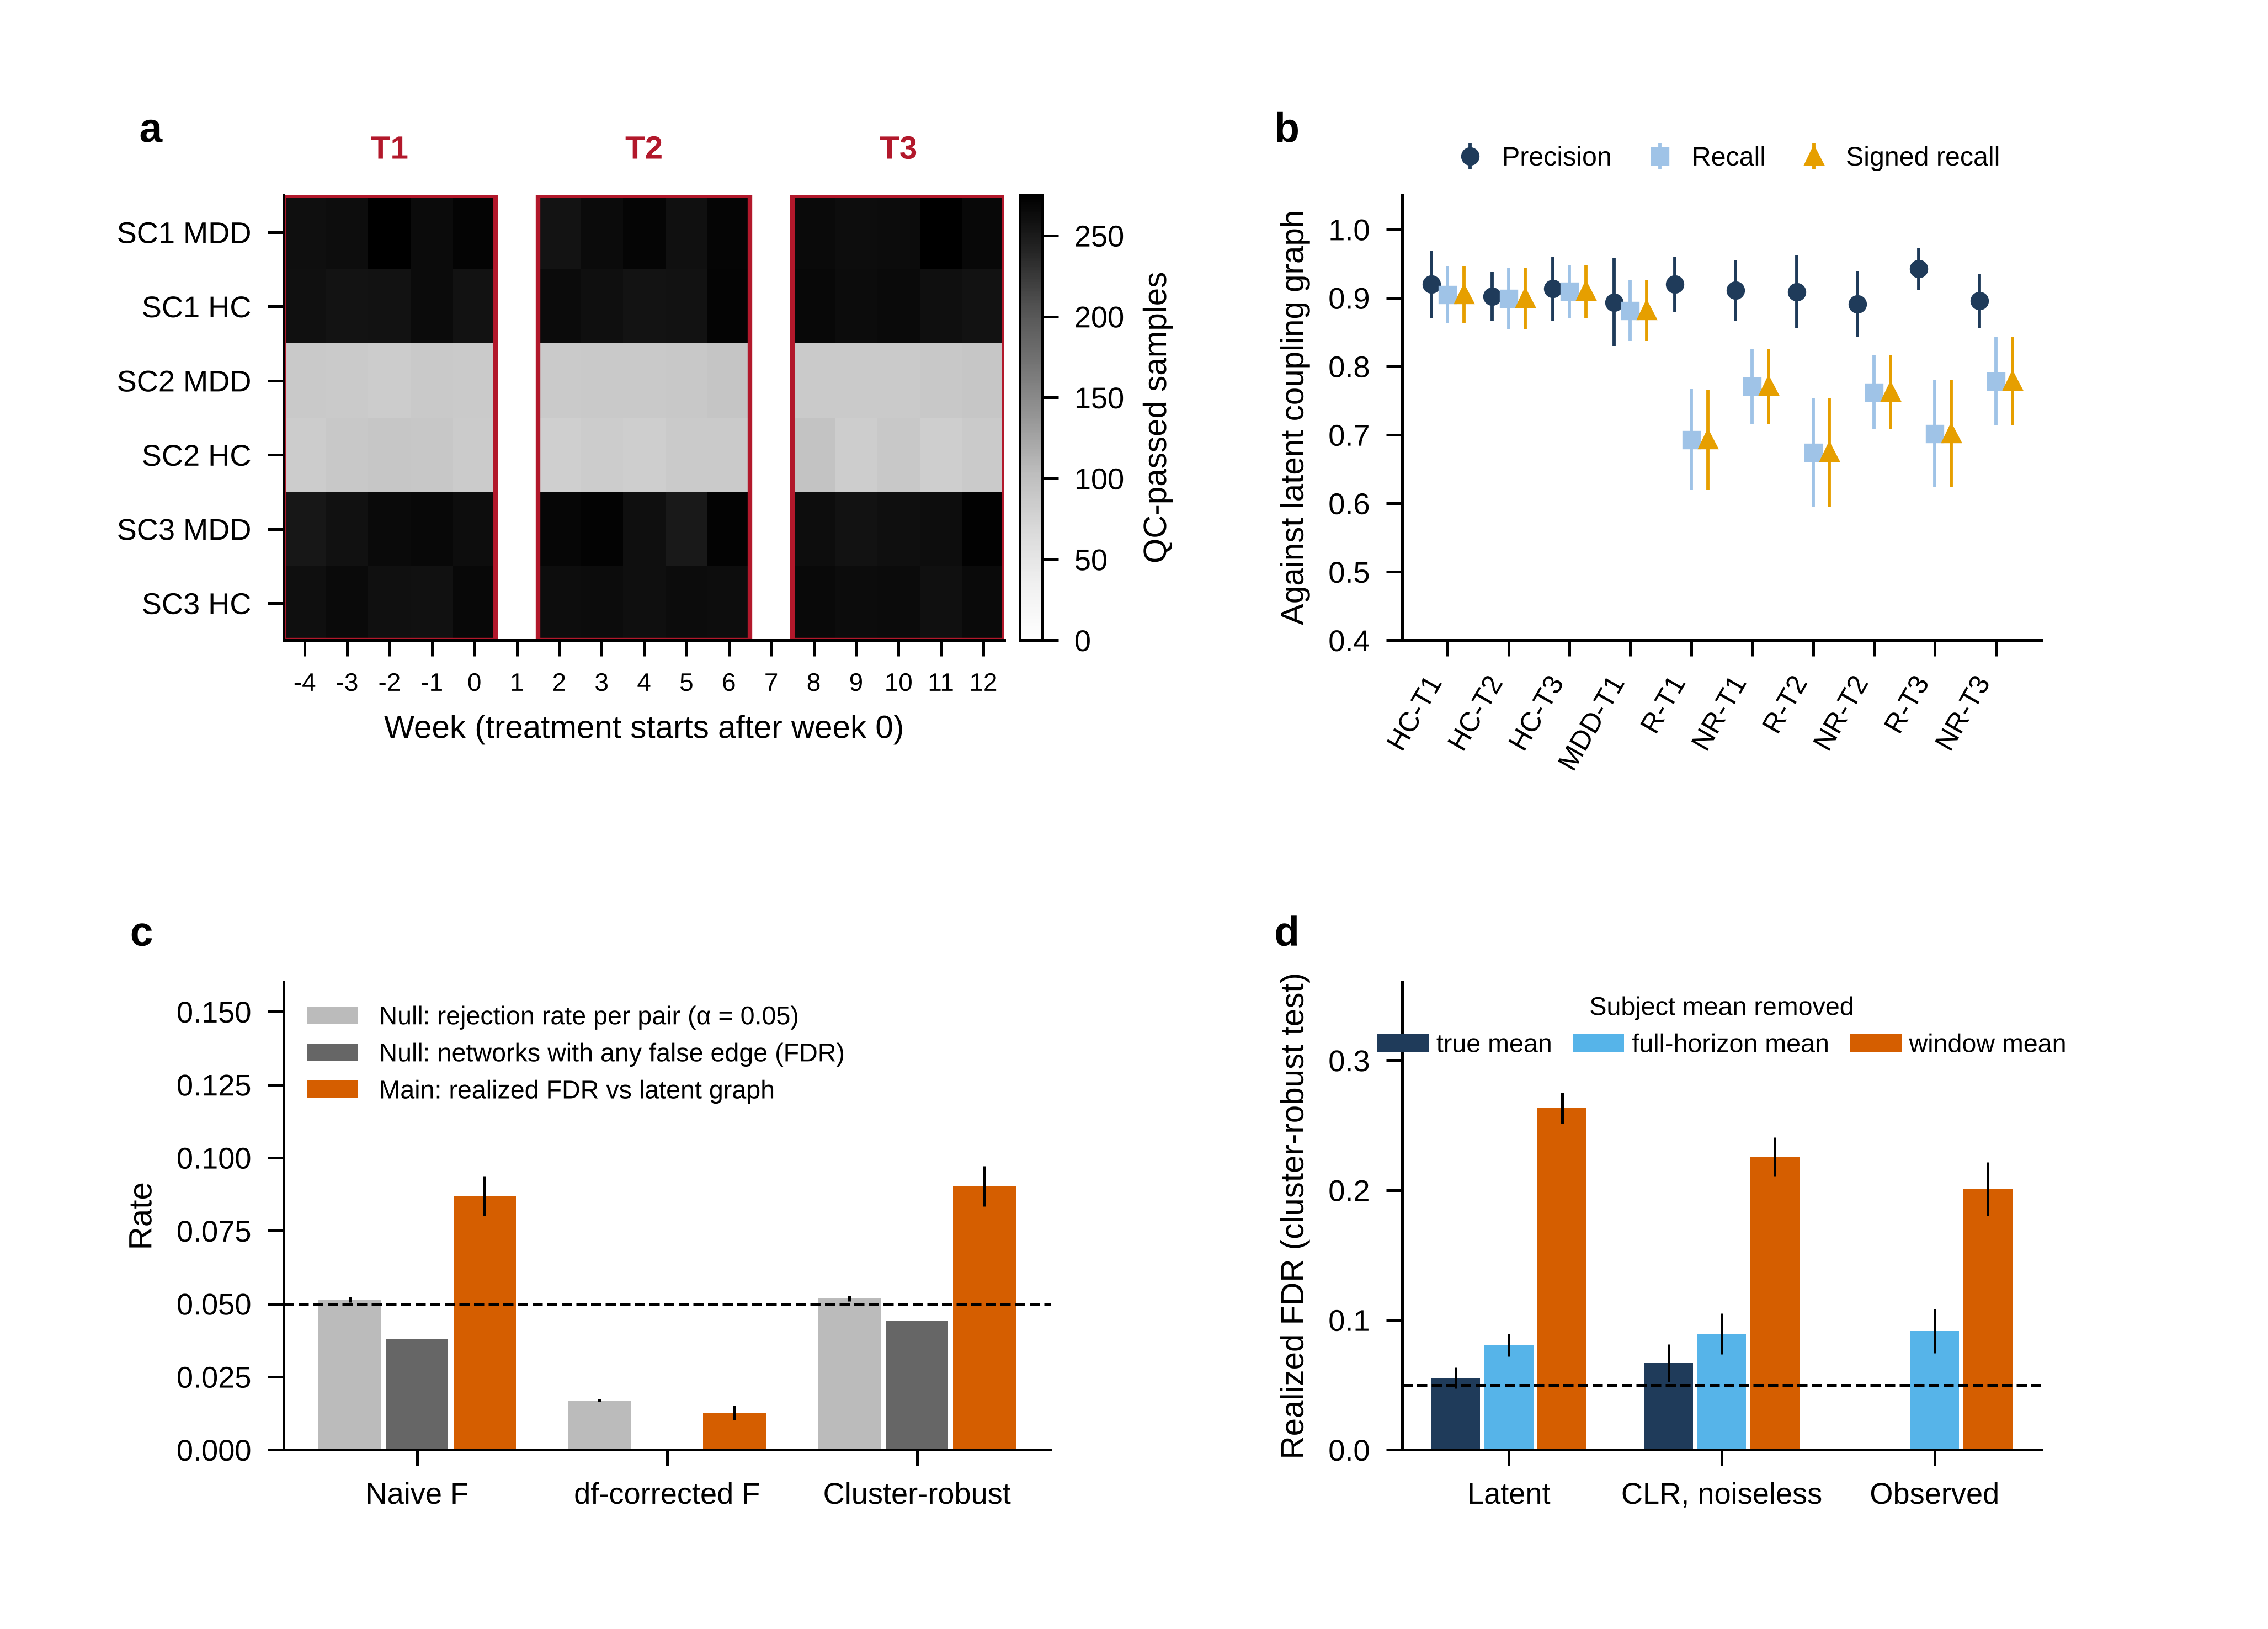 a
T1 T2 T3
SC1 MDD
SC1 HC
SC2 MDD
SC2 HC
SC3 MDD
SC3 HC
-4 -3 -2 -1 0 1 2 3 4 5 6 7 8 9 10 11 12
Week (treatment starts after week 0)
250
200
150
100
50
0
QC-passed samples
b
Precision Recall Signed recall
Against latent coupling graph
1.0
0.9
0.8
0.7
0.6
0.5
0.4
HC-T1 HC-T2 HC-T3 MDD-T1 R-T1 NR-T1 R-T2 NR-T2 R-T3 NR-T3
c
Null: rejection rate per pair (α = 0.05)
Null: networks with any false edge (FDR)
Main: realized FDR vs latent graph
Rate
0.150
0.125
0.100
0.075
0.050
0.025
0.000
Naive F df-corrected F Cluster-robust
d
Subject mean removed
true mean full-horizon mean window mean
Realized FDR (cluster-robust test)
0.3
0.2
0.1
0.0
Latent CLR, noiseless Observed